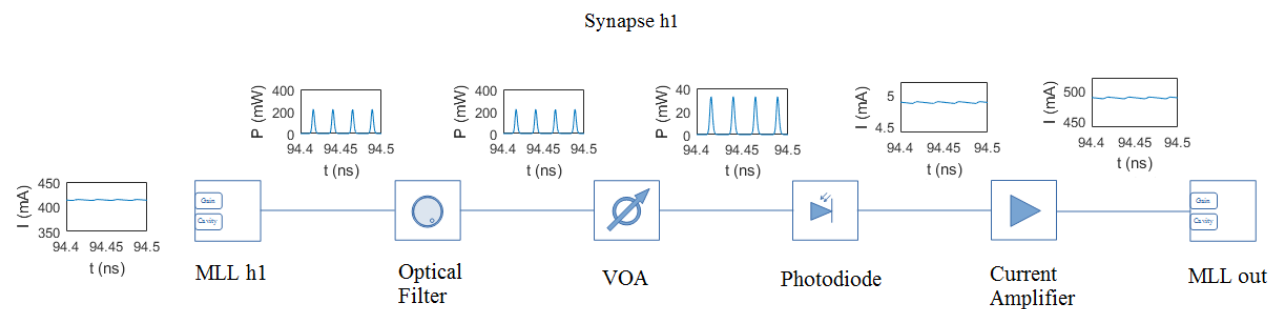 Synapse h1
P (mW)
400
200
0
94.4 94.45 94.5
t (ns)
P (mW)
400
200
0
94.4 94.45 94.5
t (ns)
P (mW)
40
20
0
94.4 94.45 94.5
t (ns)
I (mA)
5
4.5
94.4 94.45 94.5
t (ns)
I (mA)
500
450
94.4 94.45 94.5
t (ns)
I (mA)
450
400
350
94.4 94.45 94.5
t (ns)
Gain
Cavity
Gain
Cavity
MLL h1
Optical
Filter
VOA
Photodiode
Current
Amplifier
MLL out